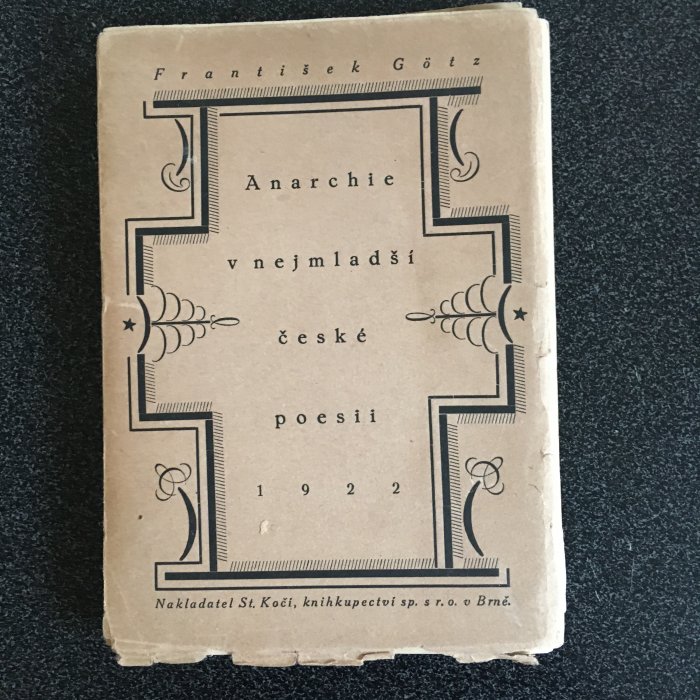 František Götz
Anarchie
v nejmladší
české
poesii
1922
Nakladatel St. Kočí, knihkupectví sp. s r. o. v Brně.